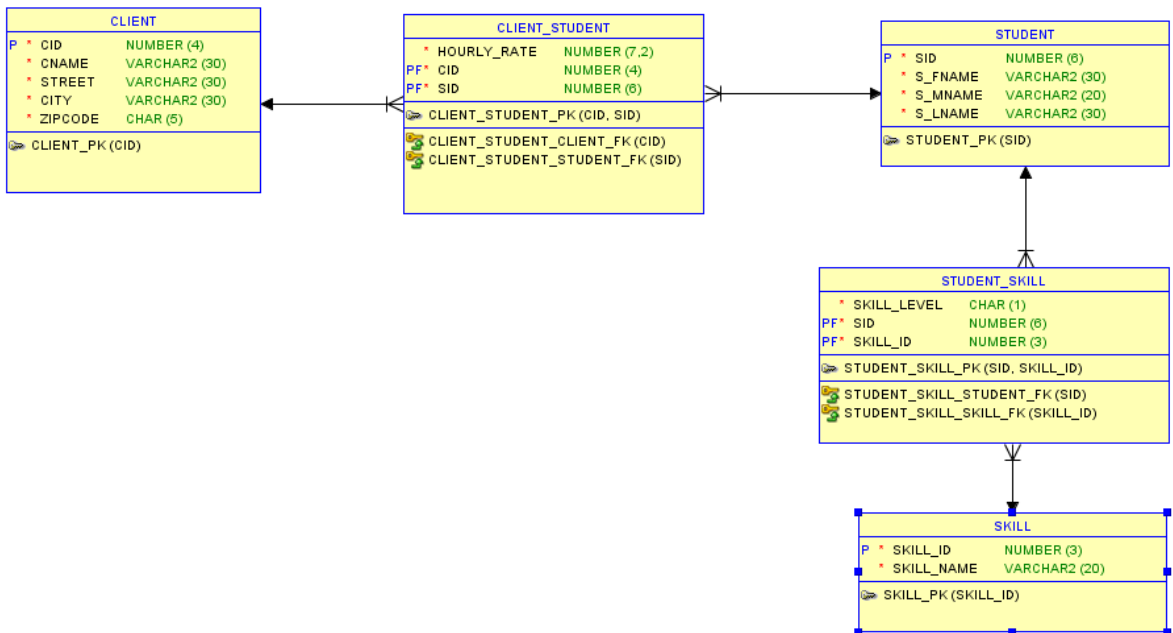 CLIENT
P * CID NUMBER (4)
* CNAME VARCHAR2 (30)
* STREET VARCHAR2 (30)
* CITY VARCHAR2 (30)
* ZIPCODE CHAR (5)
CLIENT_PK (CID)
CLIENT_STUDENT
* HOURLY_RATE NUMBER (7,2)
PF* CID NUMBER (4)
PF* SID NUMBER (6)
CLIENT_STUDENT_PK (CID, SID)
CLIENT_STUDENT_CLIENT_FK (CID)
CLIENT_STUDENT_STUDENT_FK (SID)
STUDENT
P * SID NUMBER (6)
* S_FNAME VARCHAR2 (30)
* S_MNAME VARCHAR2 (20)
* S_LNAME VARCHAR2 (30)
STUDENT_PK (SID)
STUDENT_SKILL
* SKILL_LEVEL CHAR (1)
PF* SID NUMBER (6)
PF* SKILL_ID NUMBER (3)
STUDENT_SKILL_PK (SID, SKILL_ID)
STUDENT_SKILL_STUDENT_FK (SID)
STUDENT_SKILL_SKILL_FK (SKILL_ID)
SKILL
P * SKILL_ID NUMBER (3)
* SKILL_NAME VARCHAR2 (20)
SKILL_PK (SKILL_ID)